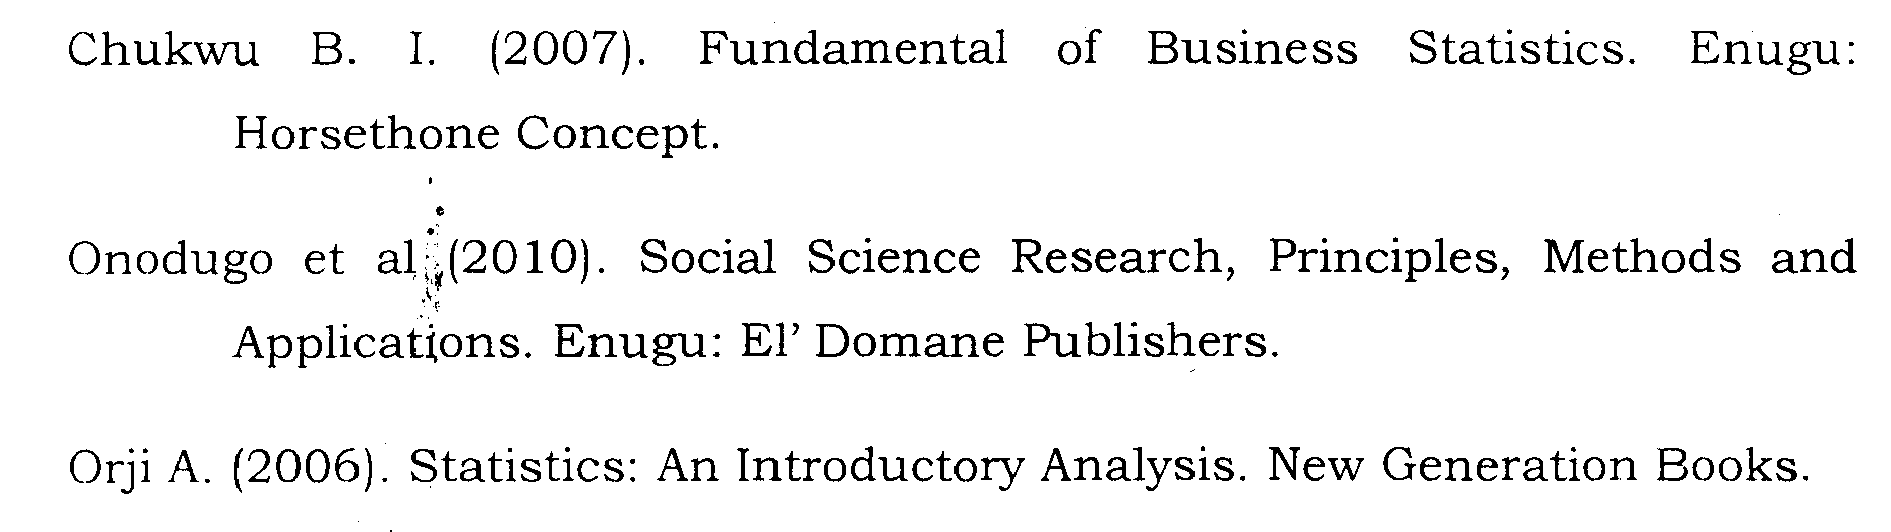 Chukwu B. I. (2007). Fundamental of Business Statistics. Enugu:
Horsethone Concept.
Onodugo et al (2010). Social Science Research, Principles, Methods and
Applications. Enugu: El’ Domane Publishers.
Orji A. (2006). Statistics: An Introductory Analysis. New Generation Books.